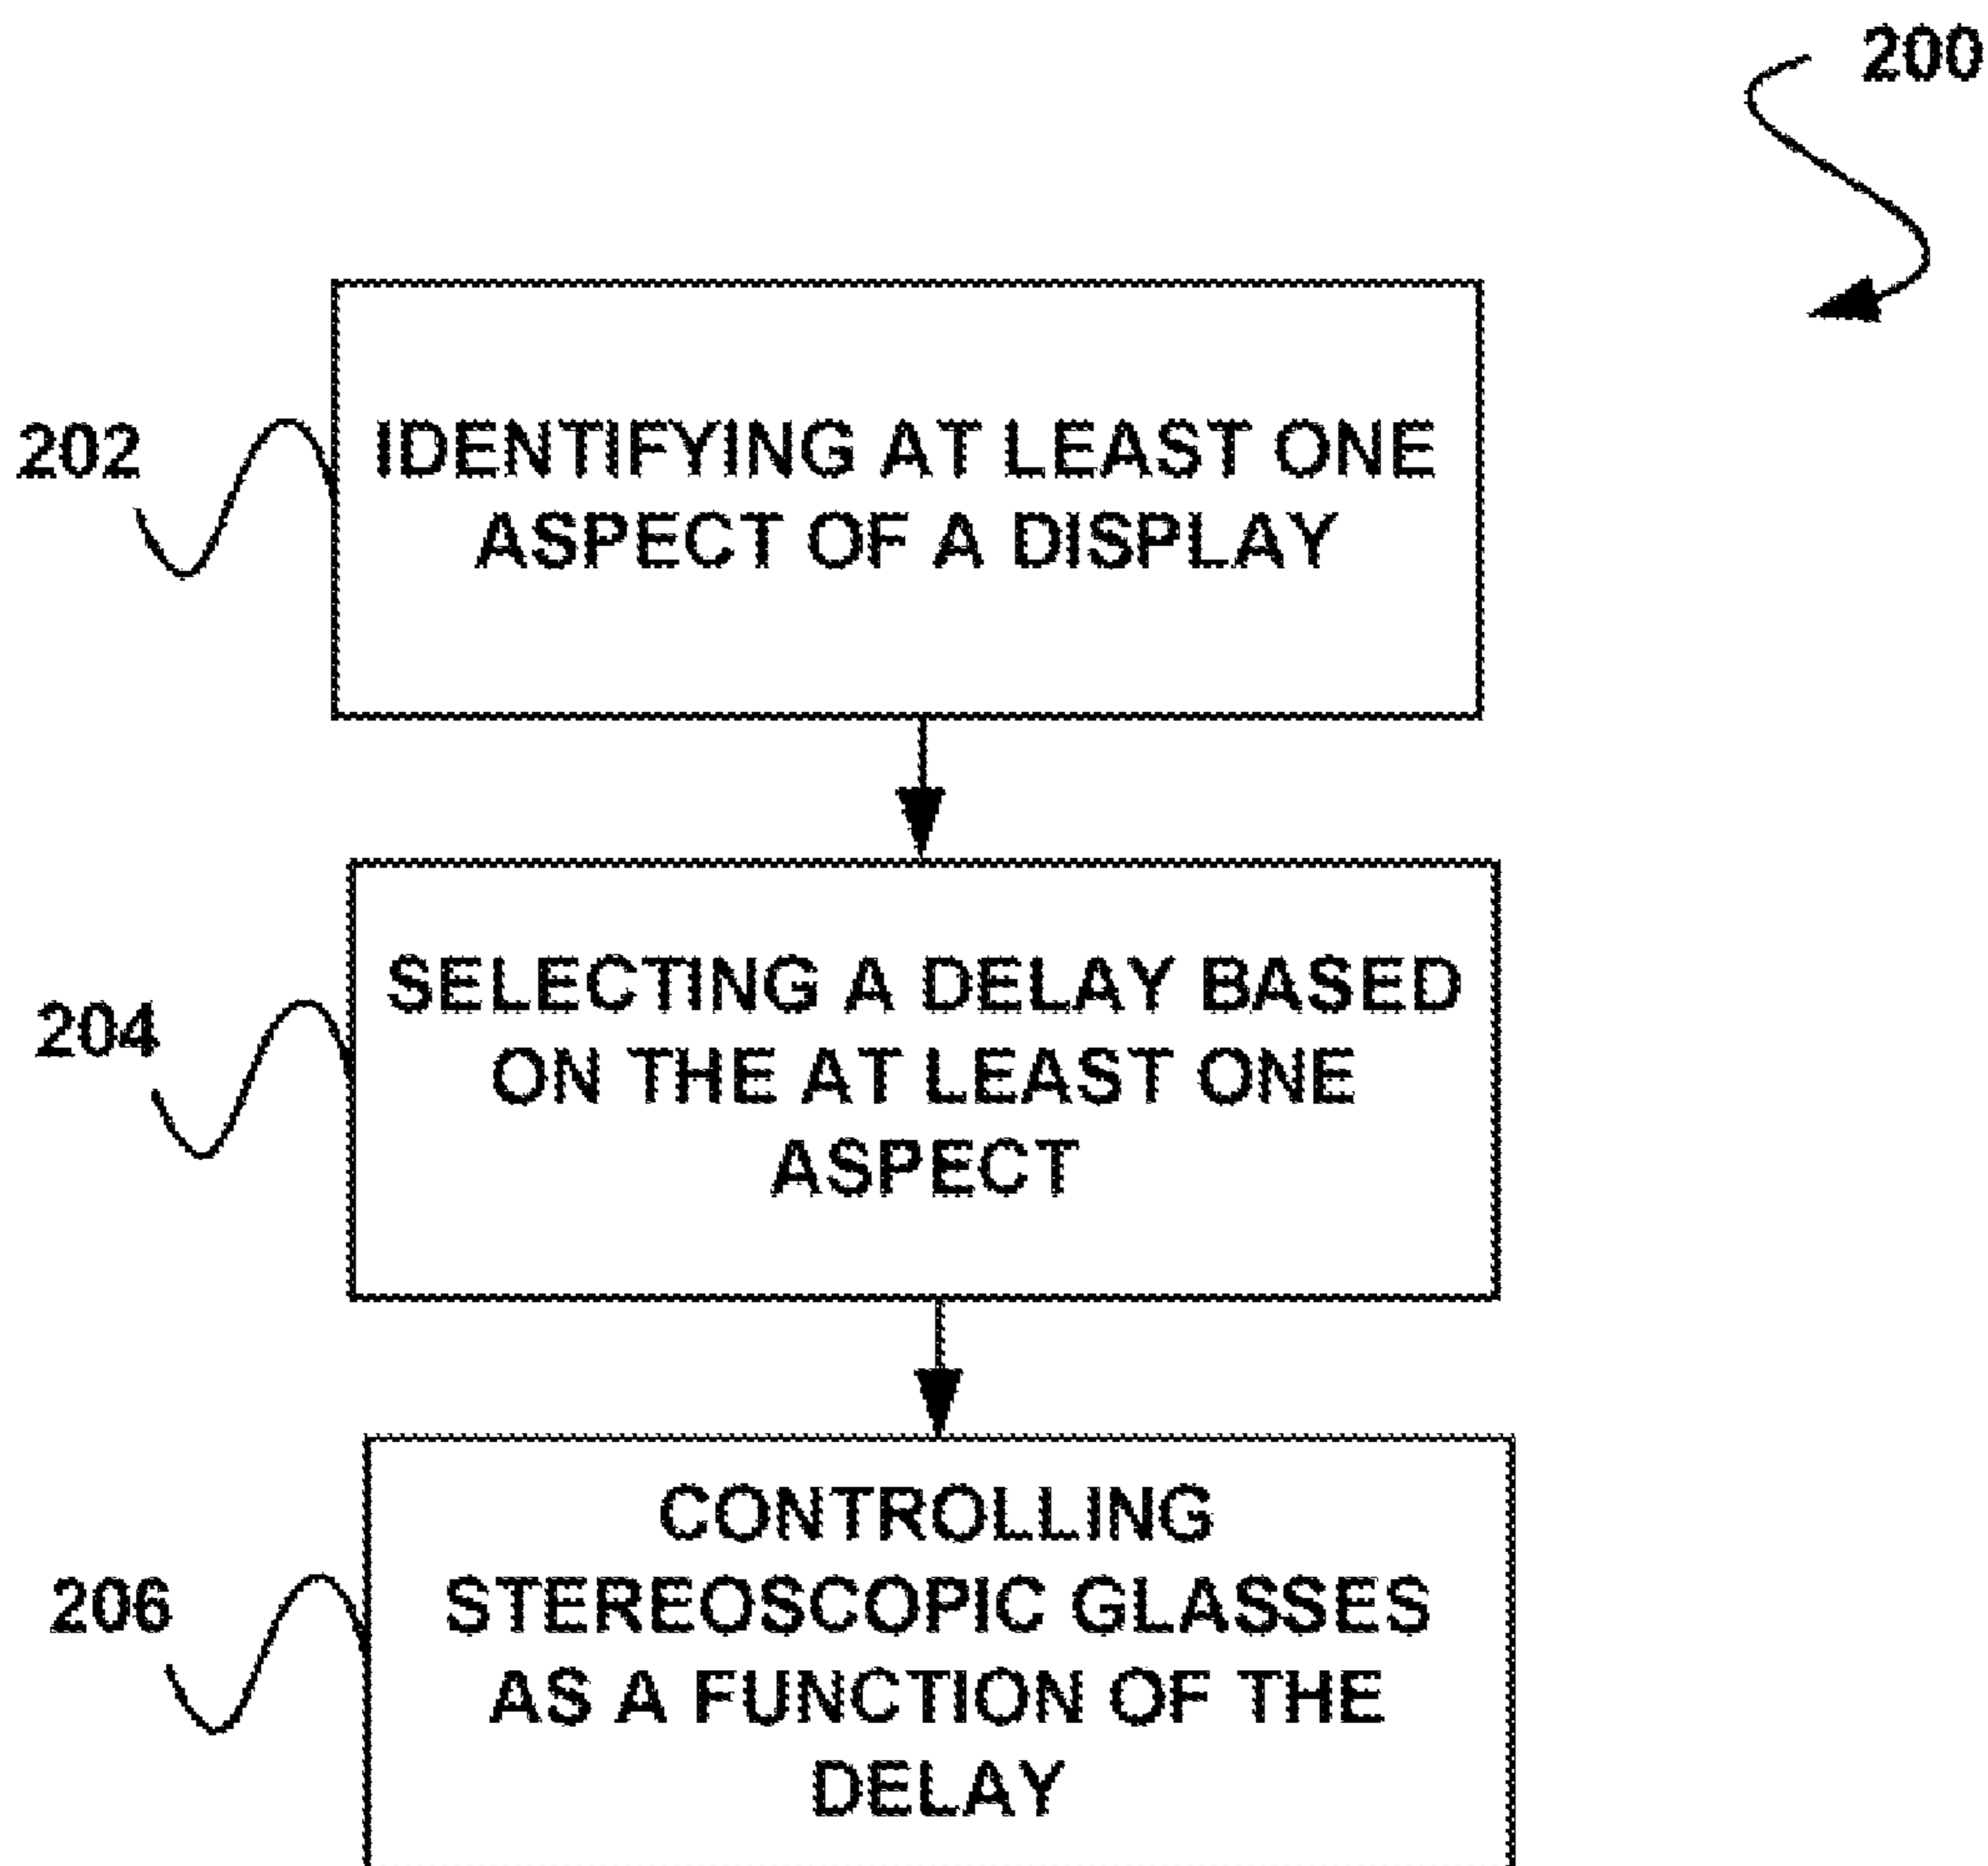 200
202
IDENTIFYING AT LEAST ONE
ASPECT OF A DISPLAY
204
SELECTING A DELAY BASED
ON THE AT LEAST ONE
ASPECT
206
CONTROLLING
STEREOSCOPIC GLASSES
AS A FUNCTION OF THE
DELAY